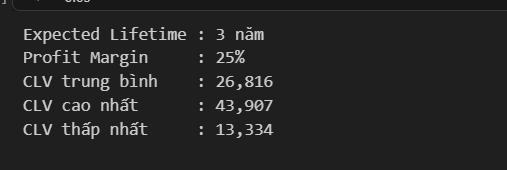 Expected Lifetime : 3 năm
Profit Margin     : 25%
CLV trung bình    : 26,816
CLV cao nhất      : 43,907
CLV thấp nhất     : 13,334